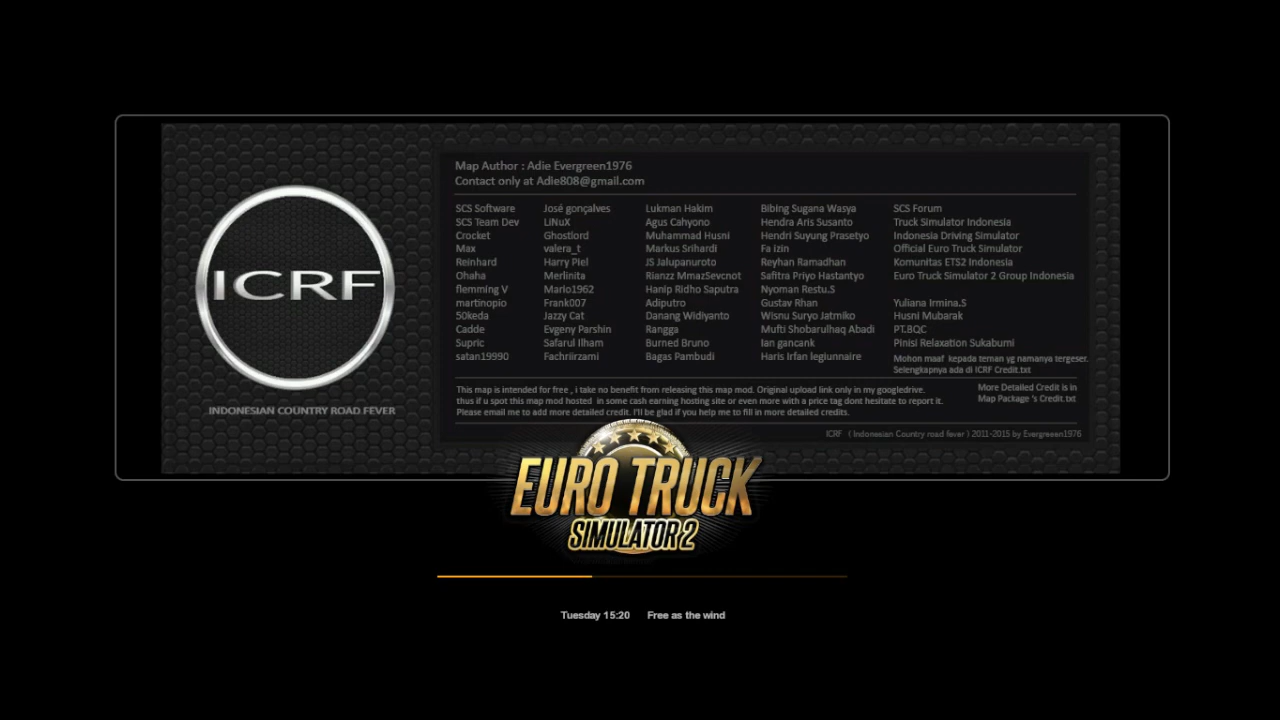 ICRF
INDONESIAN COUNTRY ROAD FEVER
Map Author : Adie Evergreen1976
Contact only at Adie808@gmail.com
SCS Software
SCS Team Dev
Crocket
Max
Reinhard
Ohaha
flemming V
martinopio
50keda
Cadde
Supric
satan19990
José gonçalves
LiNuX
Ghostlord
valera_t
Harry Piel
Merlinita
Mario1962
Frank007
Jazzy Cat
Evgeny Parshin
Safarul Ilham
Fachriirzami
Lukman Hakim
Agus Cahyono
Muhammad Husni
Markus Srihardi
JS Jalupanuroto
Rianzz MmazSevcnot
Hanip Ridho Saputra
Adiputro
Danang Widiyanto
Rangga
Burned Bruno
Bagas Pambudi
Bibing Sugana Wasya
Hendra Aris Susanto
Hendri Suyung Prasetyo
Fa izin
Reyhan Ramadhan
Safitra Priyo Hastantyo
Nyoman Restu.S
Gustav Rhan
Wisnu Suryo Jatmiko
Mufti Shobarulhaq Abadi
Ian gancank
Haris Irfan legiunnaire
SCS Forum
Truck Simulator Indonesia
Indonesia Driving Simulator
Official Euro Truck Simulator
Komunitas ETS2 Indonesia
Euro Truck Simulator 2 Group Indonesia
Yuliana Irmina.S
Husni Mubarak
PT.BQC
Pinisi Relaxation Sukabumi
Mohon maaf kepada teman yg namanya tergeser.
Selengkapnya ada di ICRF Credit.txt
This map is intended for free , i take no benefit from releasing this map mod. Original upload link only in my googledrive.
thus if u spot this map mod hosted in some cash earning hosting site or even more with a price tag dont hesitate to report it.
Please email me to add more detailed credit. I'll be glad if you help me to fill in more detailed credits.
More Detailed Credit is in
Map Package 's Credit.txt
ICRF ( Indonesian Country road fever ) 2011-2015 by Evergreeen1976
EURO TRUCK
SIMULATOR 2
Tuesday 15:20 Free as the wind